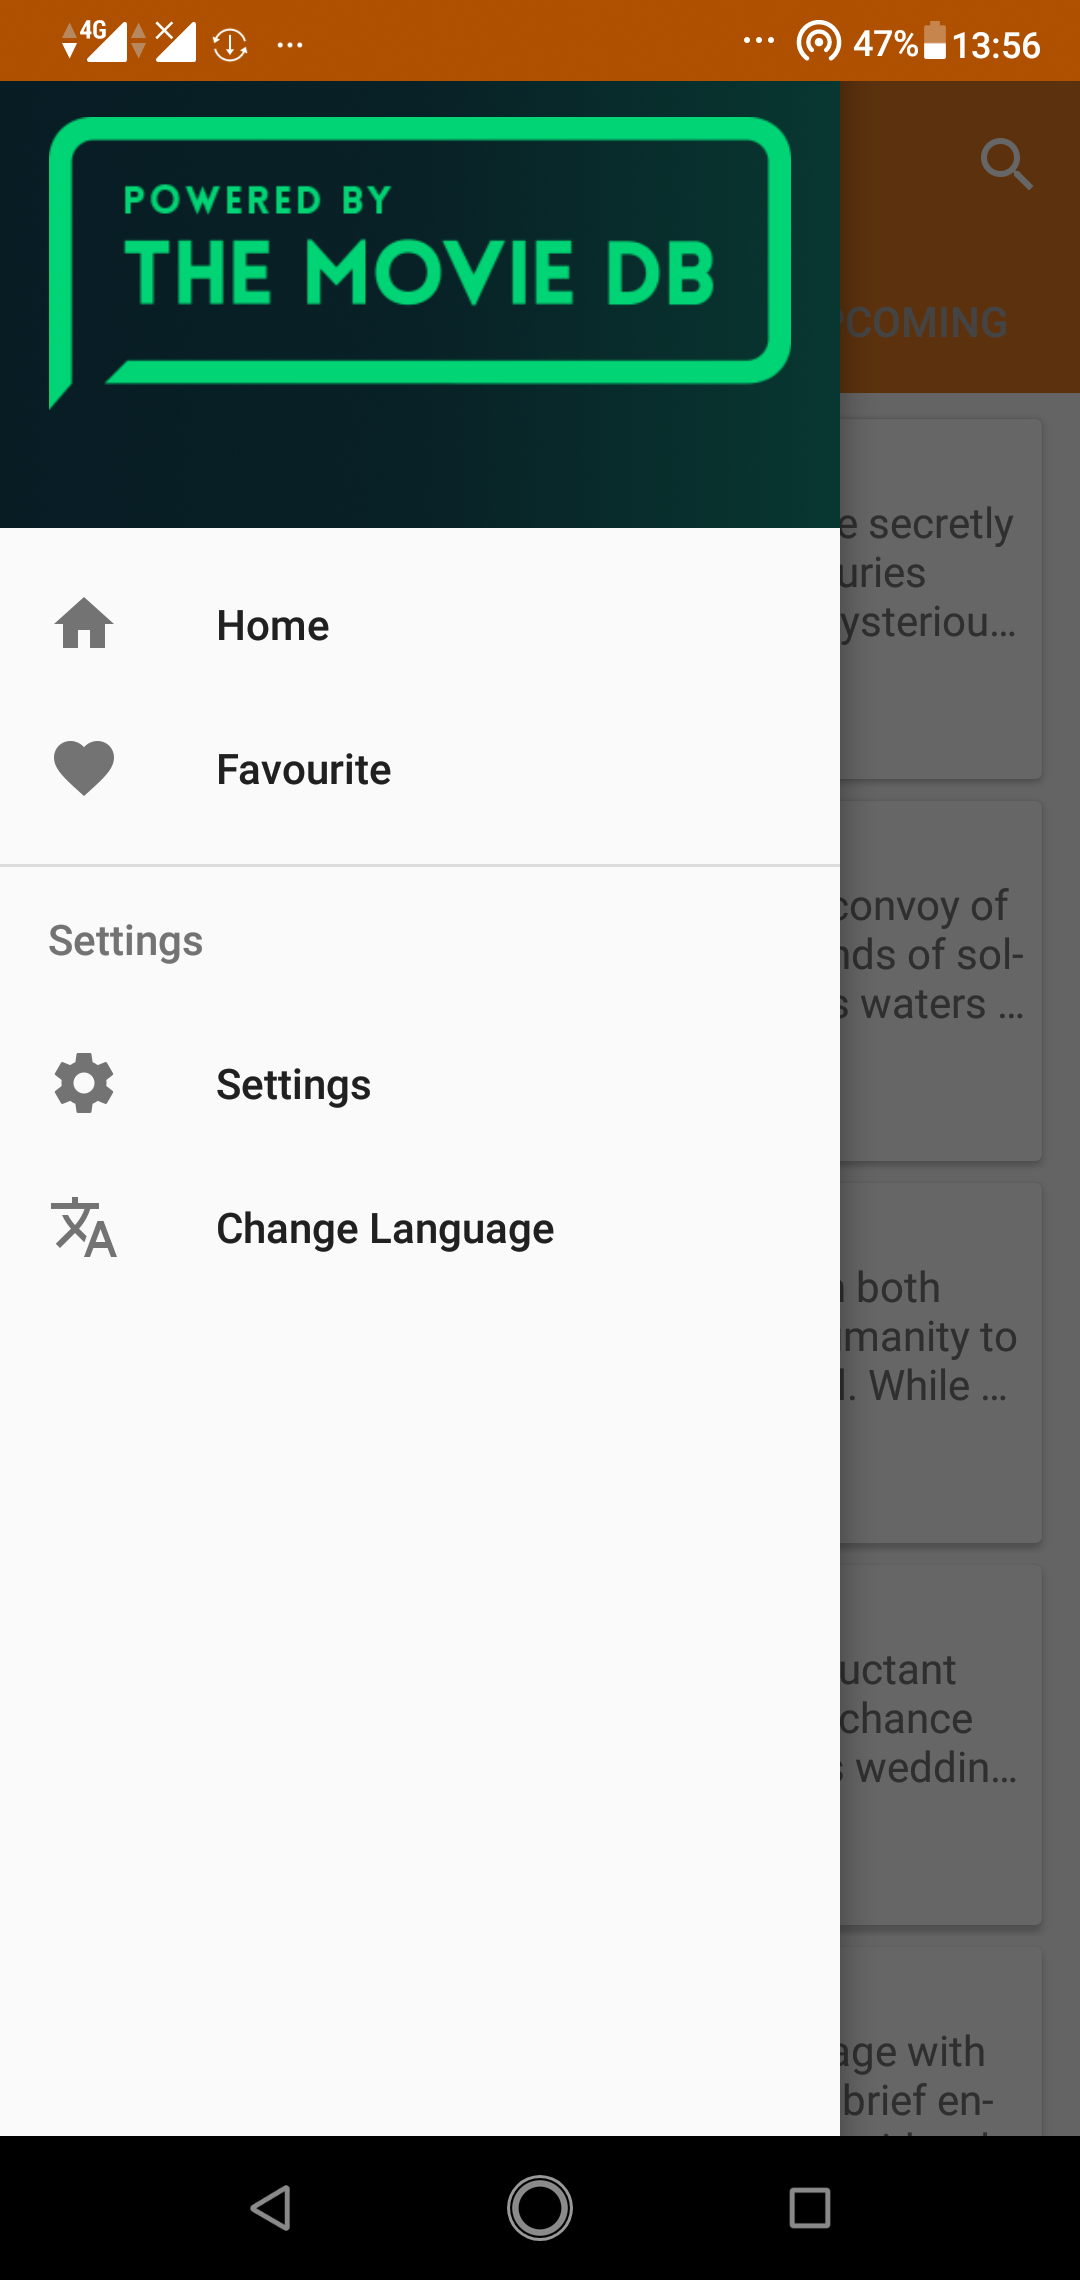 4G 47% 13:56
POWERED BY
THE MOVIE DB
COMING
secretly
uries
ysteriou...
Home
Favourite
convoy of
nds of sol-
waters ...
Settings
Settings
Change Language
both
manity to
. While ...
uctant
chance
weddin...
age with
brief en-